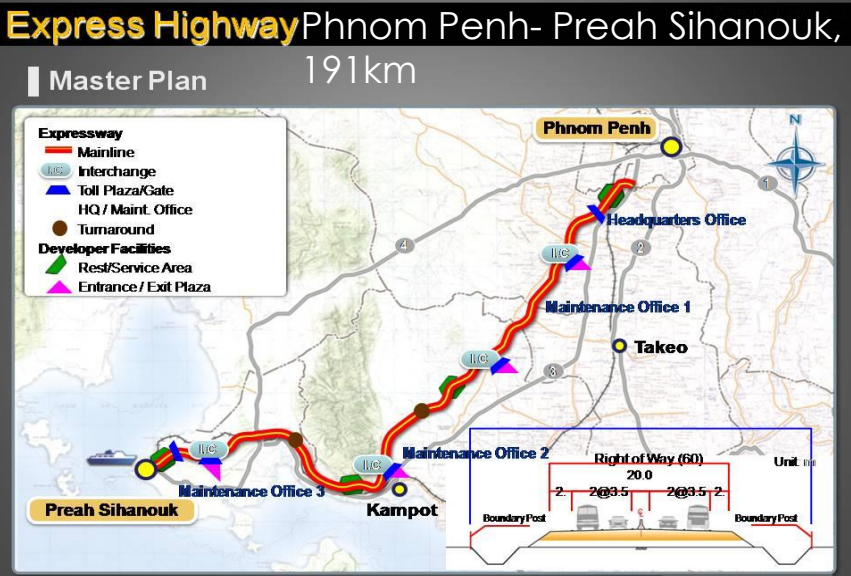 Express Highway Phnom Penh- Preah Sihanouk,
191km
Master Plan
Expressway
Mainline
I/C Interchange
Toll Plaza/Gate
HQ / Maint. Office
Turnaround
Developer Facilities
Rest/Service Area
Entrance / Exit Plaza
Phnom Penh
N
1
Headquarters Office
4
2
I/C
Maintenance Office 1
Takeo
I/C
3
I/C
Maintenance Office 2
I/C
Maintenance Office 3
Preah Sihanouk
Kampot
Right of Way (60)
Unit: m
20.0
2. 2@3.5 2@3.5 2.
Boundary Post Boundary Post